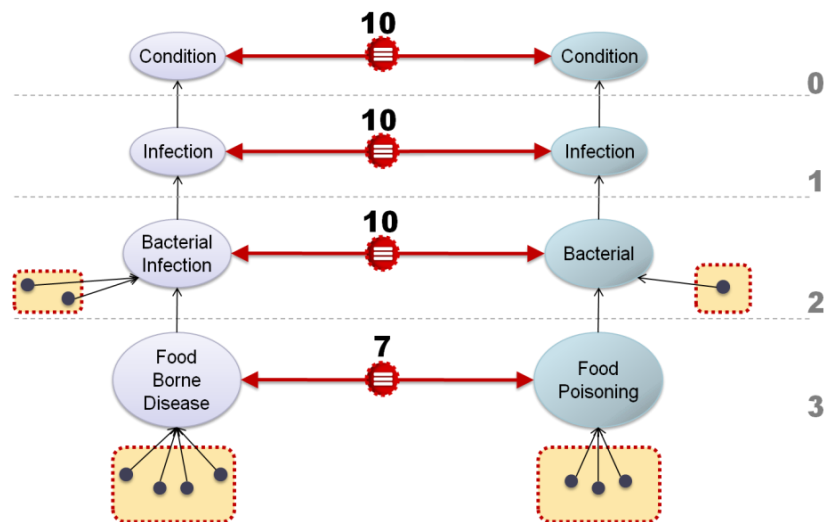 10
Condition
Condition
0
10
Infection
Infection
1
10
Bacterial
Infection
Bacterial
2
7
Food
Borne
Disease
Food
Poisoning
3